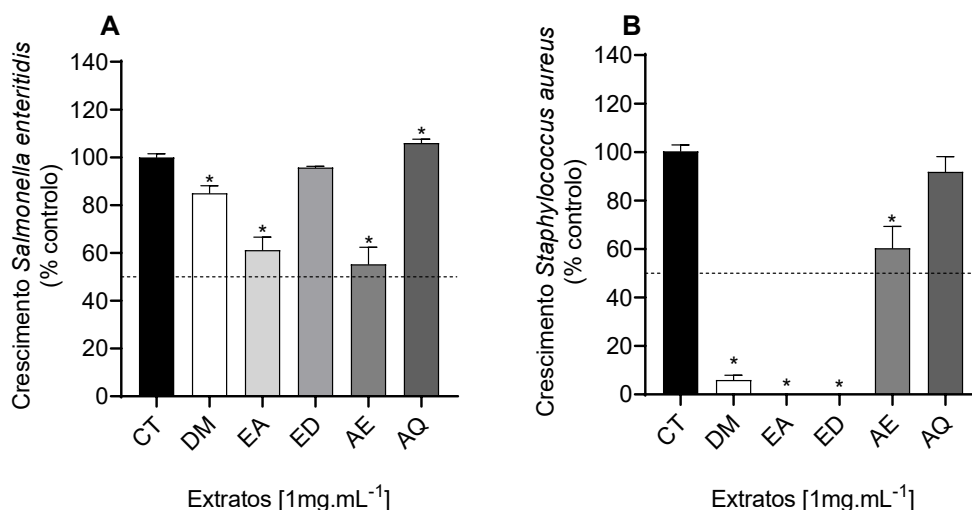 A
Crescimento Salmonella enteritidis
(% controlo)
140
120
100
80
60
40
20
0
*
*
*
*
CT
DM
EA
ED
AE
AQ
Extratos [1mg.mL⁻¹]
B
Crescimento Staphylococcus aureus
(% controlo)
140
120
100
80
60
40
20
0
*
*
*
*
CT
DM
EA
ED
AE
AQ
Extratos [1mg.mL⁻¹]